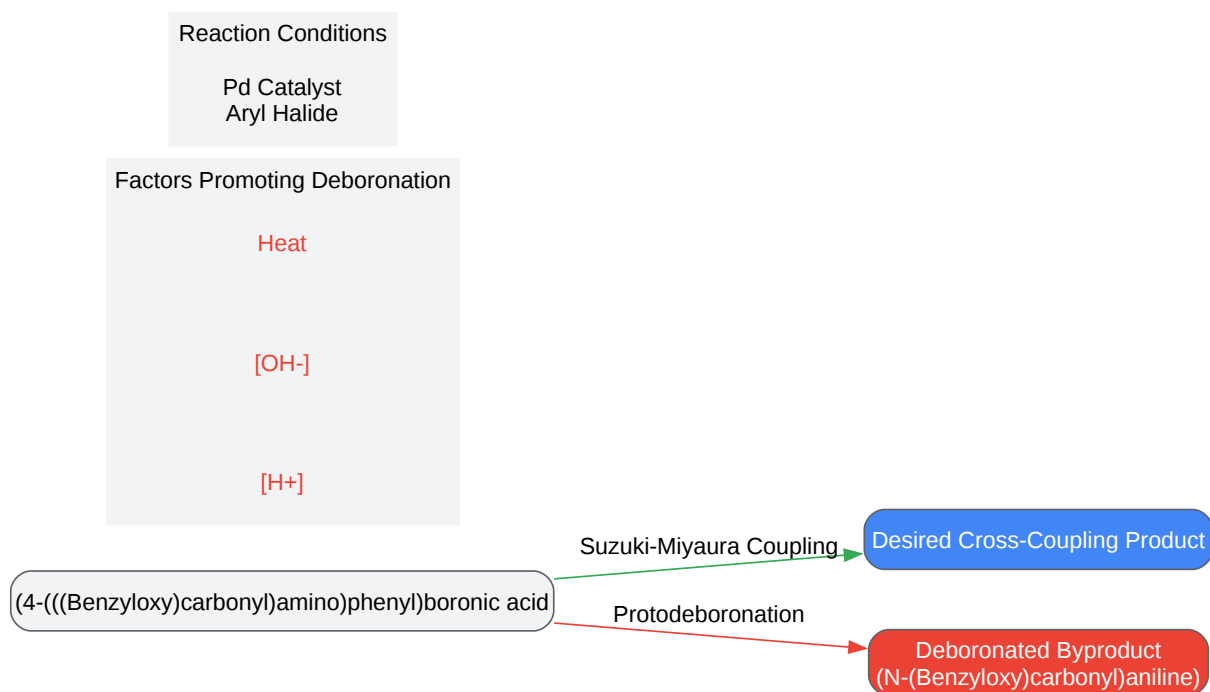 Reaction Conditions
Pd Catalyst
Aryl Halide
Factors Promoting Deboronation
Heat
[OH-]
[H+]
(4-(((Benzyloxy)carbonyl)amino)phenyl)boronic acid
Suzuki-Miyaura Coupling
Desired Cross-Coupling Product
Protodeboronation
Deboronated Byproduct
(N-(Benzyloxy)carbonyl)aniline)